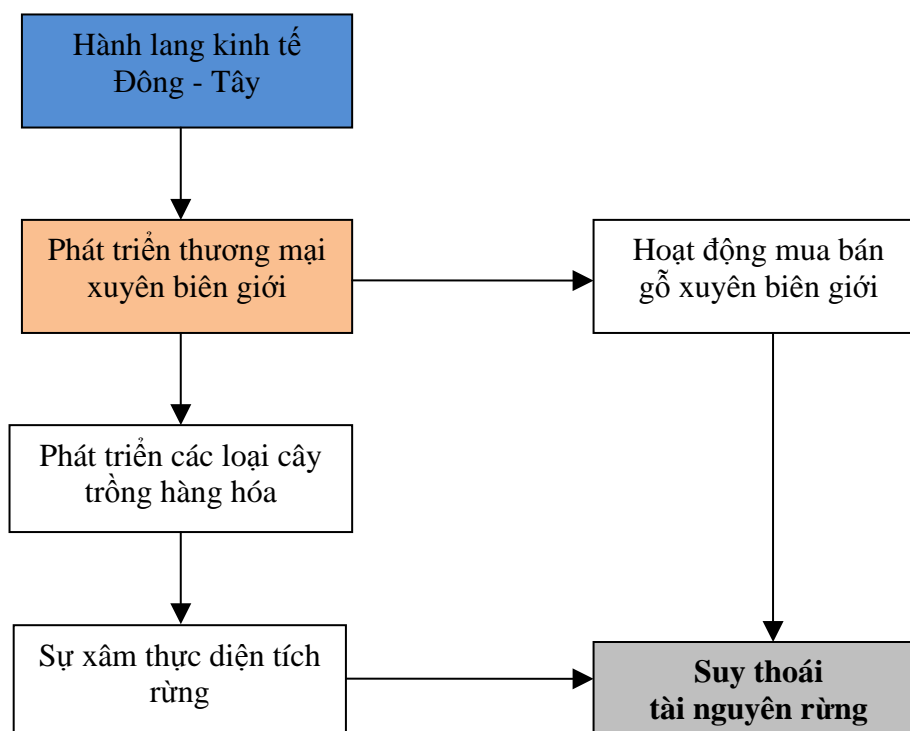 Hành lang kinh tế
Đông - Tây
Phát triển thương mại
xuyên biên giới
Hoạt động mua bán
gỗ xuyên biên giới
Phát triển các loại cây
trồng hàng hóa
Sự xâm thực diện tích
rừng
Suy thoái
tài nguyên rừng